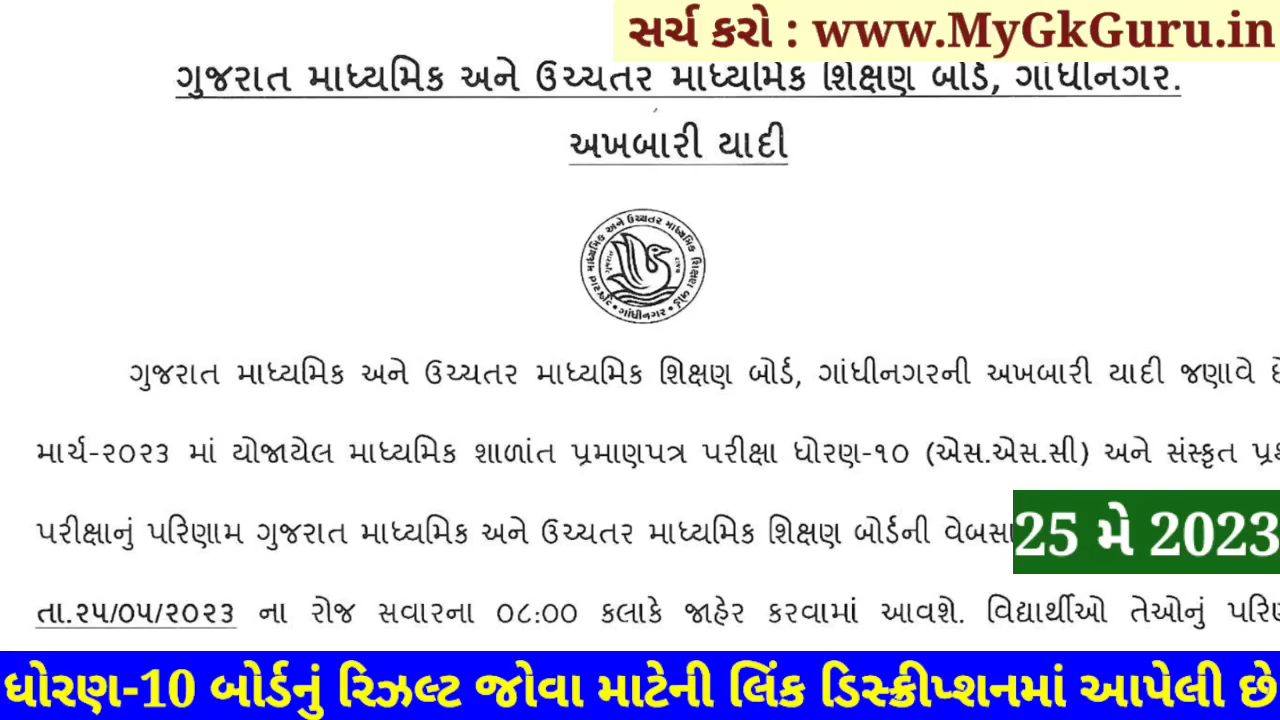 સર્ચ કરો : www.MyGkGuru.in
ગુજરાત માધ્યમિક અને ઉચ્ચતર માધ્યમિક શિક્ષણ બોર્ડ, ગાંધીનગર.
અખબારી યાદી
ગુજરાત માધ્યમિક અને ઉચ્ચતર માધ્યમિક શિક્ષણ બોર્ડ, ગાંધીનગરની અખબારી યાદી જણાવે
માર્ચ-૨૦૨૩ માં યોજાયેલ માધ્યમિક શાળાંત પ્રમાણપત્ર પરીક્ષા ધોરણ-૧૦ (એસ.એસ.સી) અને સંસ્કૃત
પરીક્ષાનું પરિણામ ગુજરાત માધ્યમિક અને ઉચ્ચતર માધ્યમિક શિક્ષણ બોર્ડની
25 મે 2023
તા.૨૫/૦૫/૨૦૨૩ ના રોજ સવારના ૦૮:૦૦ કલાકે જાહેર કરવામાં આવશે. વિદ્યાર્થીઓ તેઓનું
ધોરણ-10 બોર્ડનું રિઝલ્ટ જોવા માટેની લિંક ડિસ્ક્રીપ્શનમાં આપેલી છે